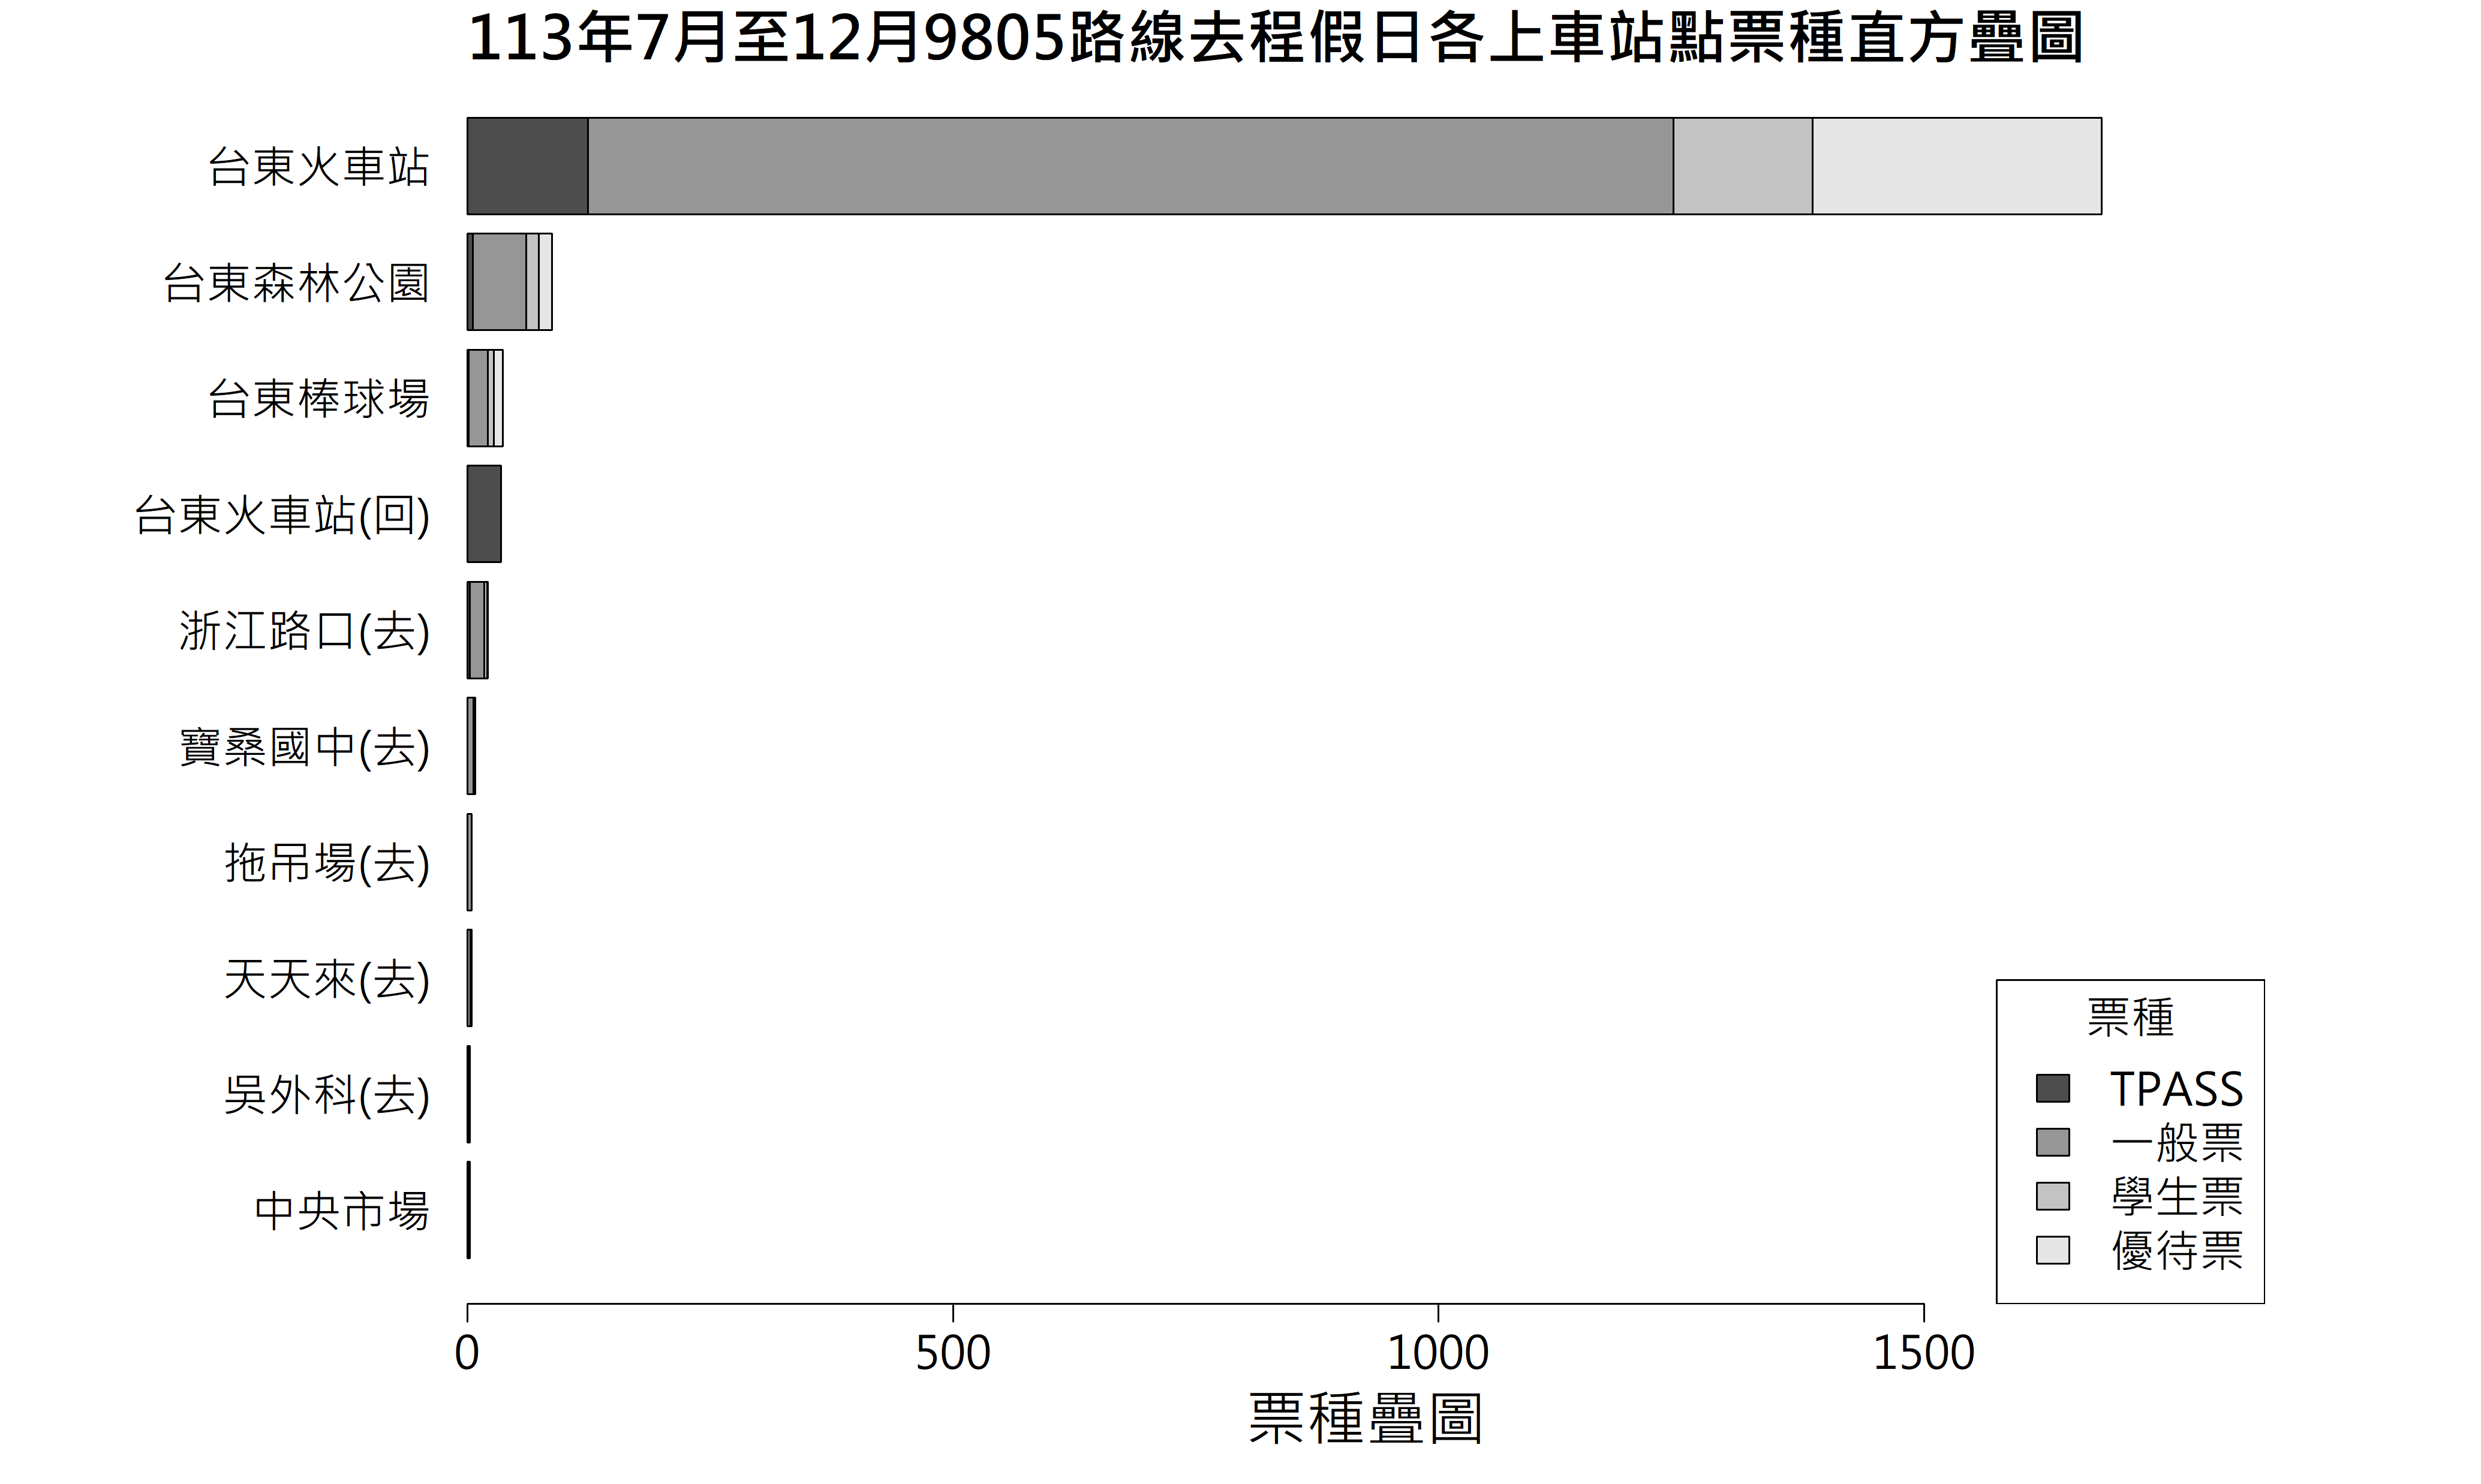 113年7月至12月9805路線去程假日各上車站點票種直方疊圖
台東火車站
台東森林公園
台東棒球場
台東火車站(回)
浙江路口(去)
寶桑國中(去)
拖吊場(去)
天天來(去)
吳外科(去)
中央市場
票種
TPASS
一般票
學生票
優待票
0 500 1000 1500
票種疊圖